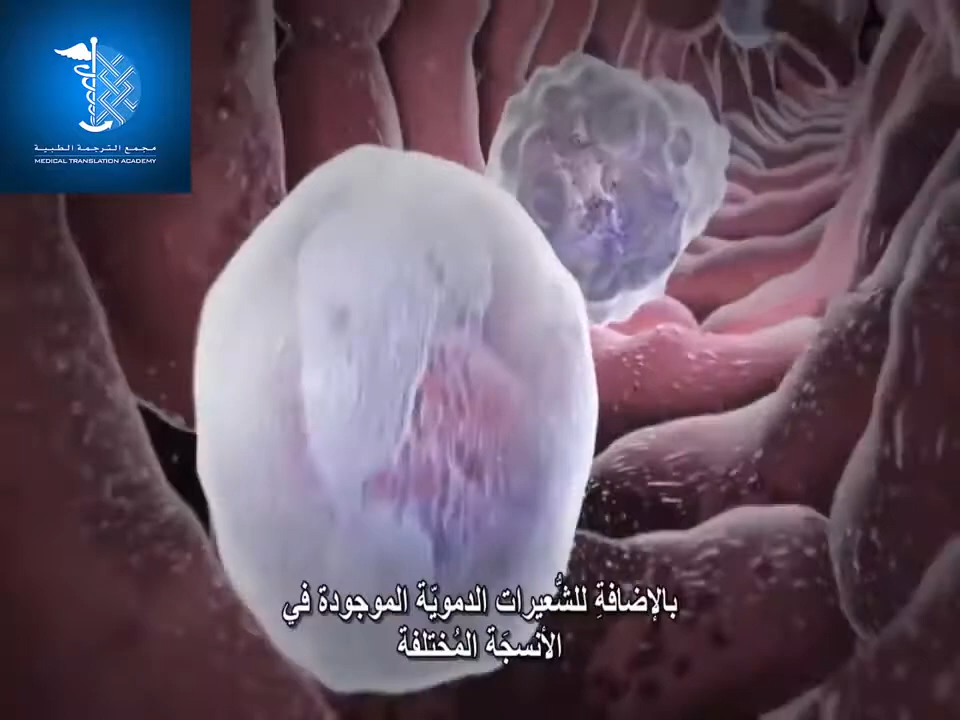 مجمع الترجمة الطبية
MEDICAL TRANSLATION ACADEMY
بالإضافةِ للشُّعيرات الدمويّة الموجودة في
الأنسجَة المُختلفة